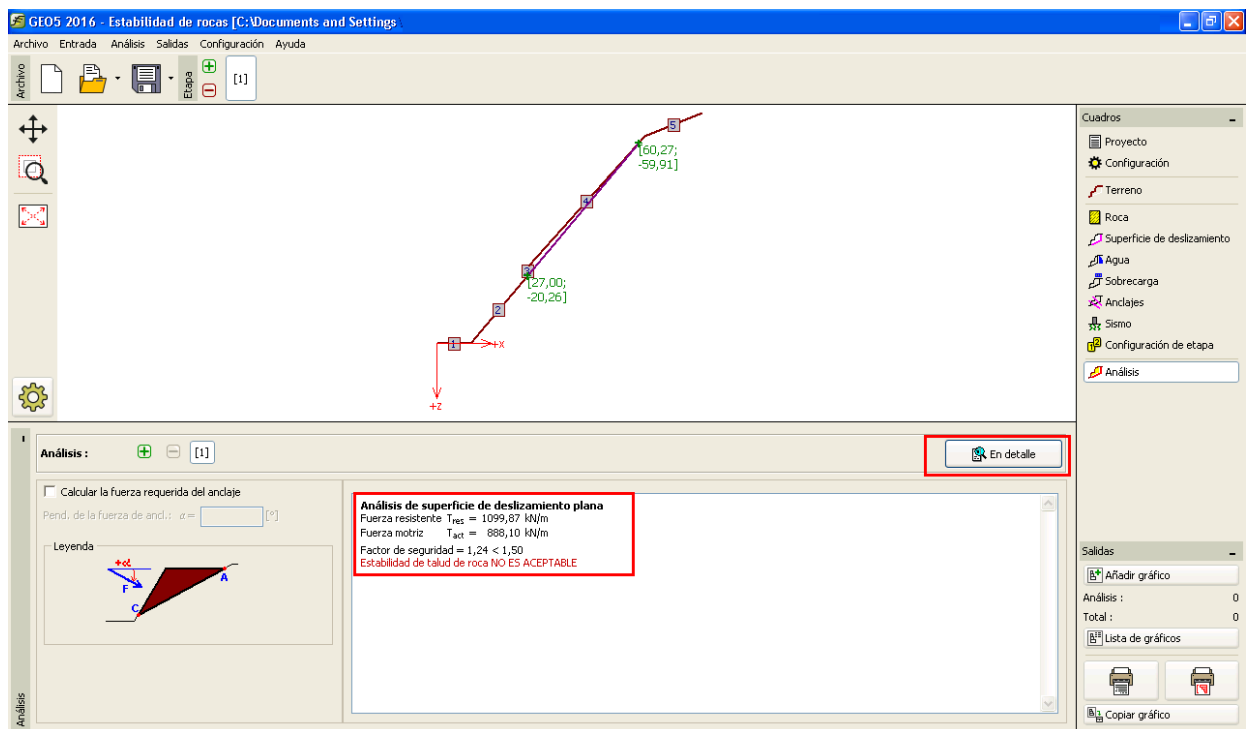 GEO5 2016 - Estabilidad de rocas [C:\Documents and Settings \
Archivo Entrada Análisis Salidas Configuración Ayuda
Archivo
Etapa
[1]
5
[60,27;
-59,91]
4
3
[27,00;
-20,26]
2
1
+x
+z
Cuadros
Proyecto
Configuración
Terreno
Roca
Superficie de deslizamiento
Agua
Sobrecarga
Anclajes
Sismo
Configuración de etapa
Análisis
Análisis : [1]
En detalle
Calcular la fuerza requerida del anclaje
Pend. de la fuerza de ancl.: α = [°]
Leyenda
+α
F
A
C
Análisis de superficie de deslizamiento plana
Fuerza resistente Tres = 1099,87 kN/m
Fuerza motriz Tact = 888,10 kN/m
Factor de seguridad = 1,24 < 1,50
Estabilidad de talud de roca NO ES ACEPTABLE
Análisis
Salidas
Añadir gráfico
Análisis : 0
Total : 0
Lista de gráficos
Copiar gráfico